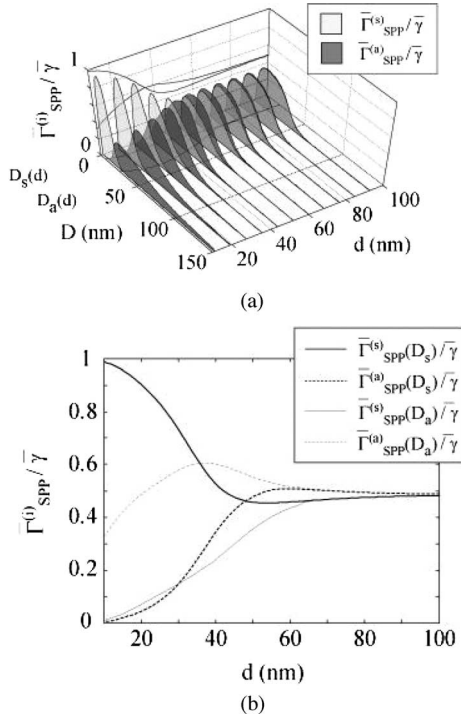 Γ̅⁽ˢ⁾SPP/γ̅
Γ̅⁽ᵃ⁾SPP/γ̅
Γ̅⁽ⁱ⁾SPP/γ̅
1
0
0
Ds(d)
50
Da(d)
D (nm)
100
150
20
40
60
80
100
d (nm)
(a)
Γ̅⁽ˢ⁾SPP(Ds)/γ̅
Γ̅⁽ᵃ⁾SPP(Ds)/γ̅
Γ̅⁽ˢ⁾SPP(Da)/γ̅
Γ̅⁽ᵃ⁾SPP(Da)/γ̅
Γ̅⁽ⁱ⁾SPP/γ̅
1
0.8
0.6
0.4
0.2
0
20 40 60 80 100
d (nm)
(b)